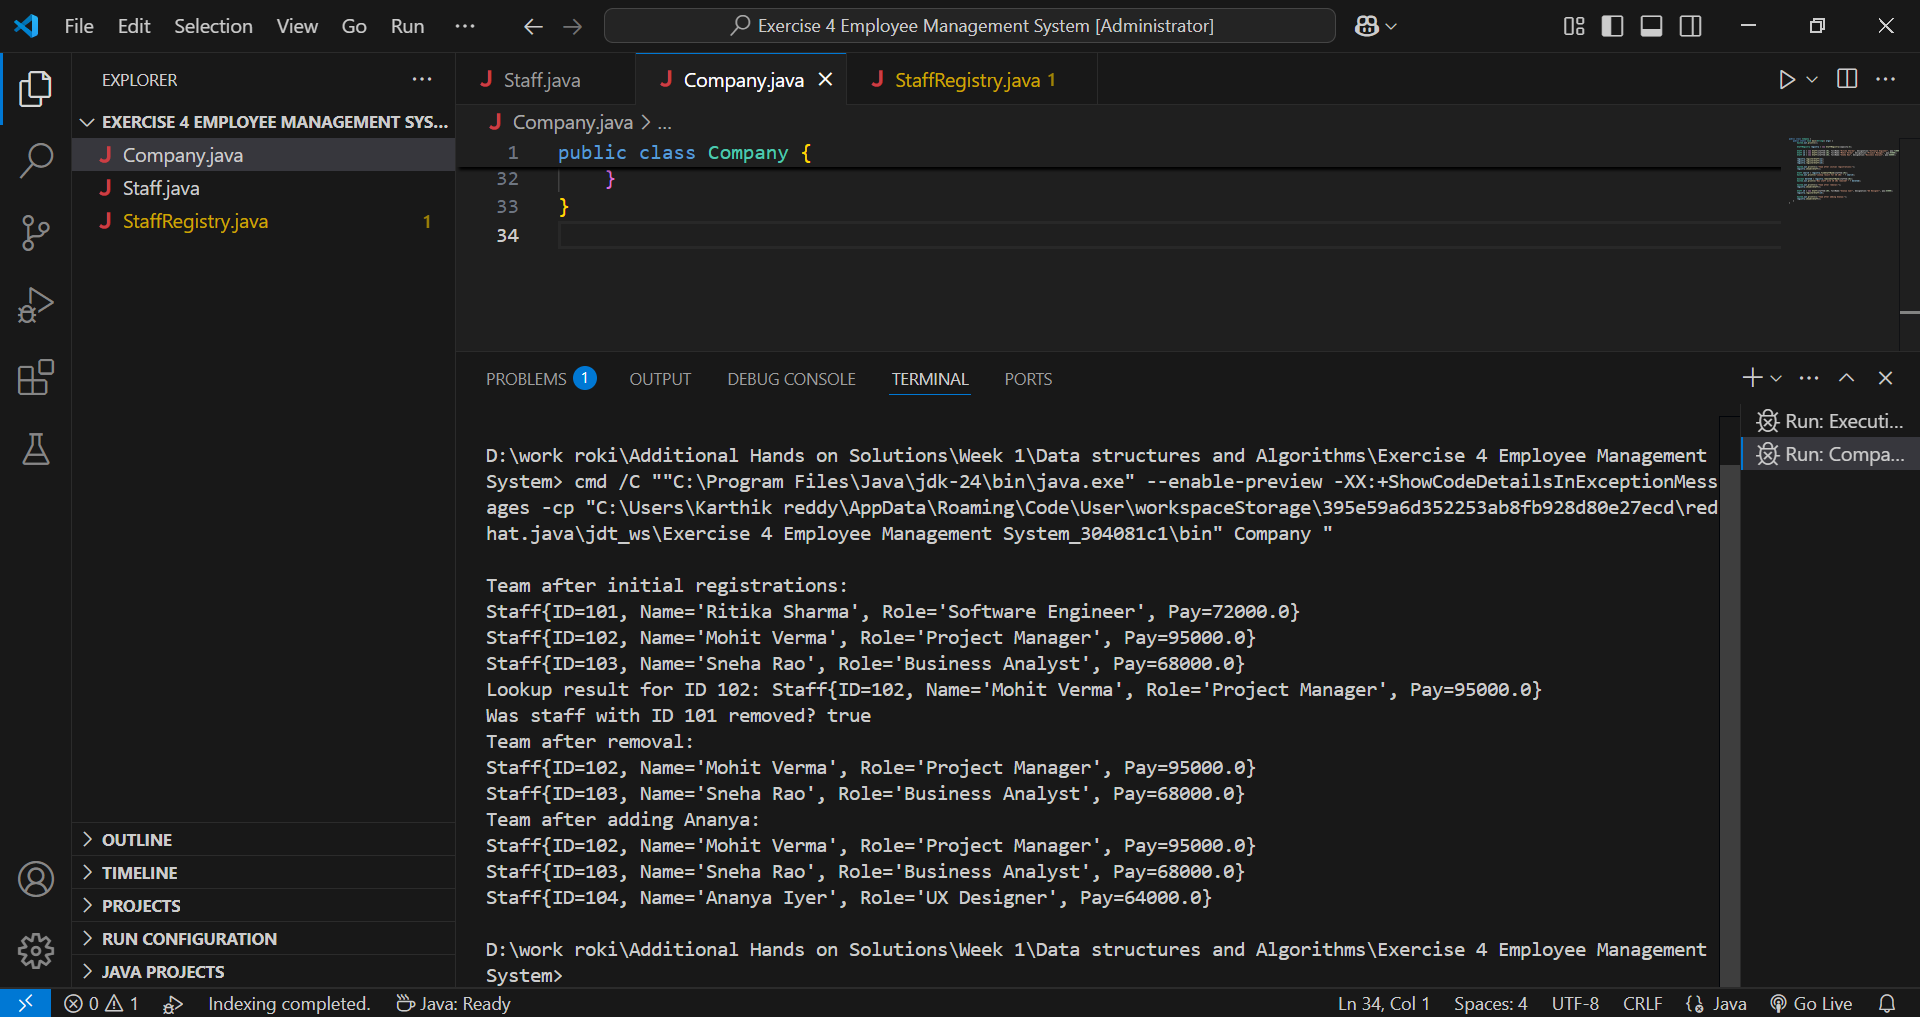 File Edit Selection View Go Run ...
Exercise 4 Employee Management System [Administrator]
EXPLORER
EXERCISE 4 EMPLOYEE MANAGEMENT SYS...
Company.java
Staff.java
StaffRegistry.java 1
OUTLINE
TIMELINE
PROJECTS
RUN CONFIGURATION
JAVA PROJECTS
Staff.java Company.java StaffRegistry.java 1
Company.java > ...
1 public class Company {
32 }
33 }
34
PROBLEMS 1 OUTPUT DEBUG CONSOLE TERMINAL PORTS
Run: Executi...
Run: Compa...
D:\work roki\Additional Hands on Solutions\Week 1\Data structures and Algorithms\Exercise 4 Employee Management
System> cmd /C ""C:\Program Files\Java\jdk-24\bin\java.exe" --enable-preview -XX:+ShowCodeDetailsInExceptionMess
ages -cp "C:\Users\Karthik reddy\AppData\Roaming\Code\User\workspaceStorage\395e59a6d352253ab8fb928d80e27ecd\red
hat.java\jdt_ws\Exercise 4 Employee Management System_304081c1\bin" Company "
Team after initial registrations:
Staff{ID=101, Name='Ritika Sharma', Role='Software Engineer', Pay=72000.0}
Staff{ID=102, Name='Mohit Verma', Role='Project Manager', Pay=95000.0}
Staff{ID=103, Name='Sneha Rao', Role='Business Analyst', Pay=68000.0}
Lookup result for ID 102: Staff{ID=102, Name='Mohit Verma', Role='Project Manager', Pay=95000.0}
Was staff with ID 101 removed? true
Team after removal:
Staff{ID=102, Name='Mohit Verma', Role='Project Manager', Pay=95000.0}
Staff{ID=103, Name='Sneha Rao', Role='Business Analyst', Pay=68000.0}
Team after adding Ananya:
Staff{ID=102, Name='Mohit Verma', Role='Project Manager', Pay=95000.0}
Staff{ID=103, Name='Sneha Rao', Role='Business Analyst', Pay=68000.0}
Staff{ID=104, Name='Ananya Iyer', Role='UX Designer', Pay=64000.0}
D:\work roki\Additional Hands on Solutions\Week 1\Data structures and Algorithms\Exercise 4 Employee Management
System>
0 1 Indexing completed. Java: Ready Ln 34, Col 1 Spaces: 4 UTF-8 CRLF Java Go Live